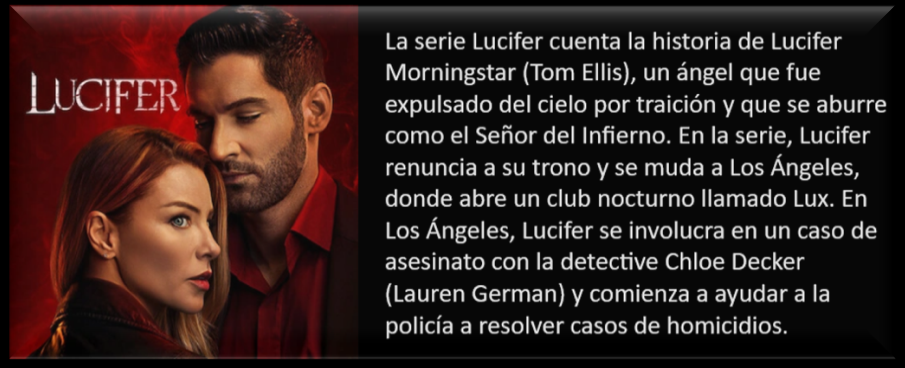 LUCIFER
La serie Lucifer cuenta la historia de Lucifer
Morningstar (Tom Ellis), un ángel que fue
expulsado del cielo por traición y que se aburre
como el Señor del Infierno. En la serie, Lucifer
renuncia a su trono y se muda a Los Ángeles,
donde abre un club nocturno llamado Lux. En
Los Ángeles, Lucifer se involucra en un caso de
asesinato con la detective Chloe Decker
(Lauren German) y comienza a ayudar a la
policía a resolver casos de homicidios.